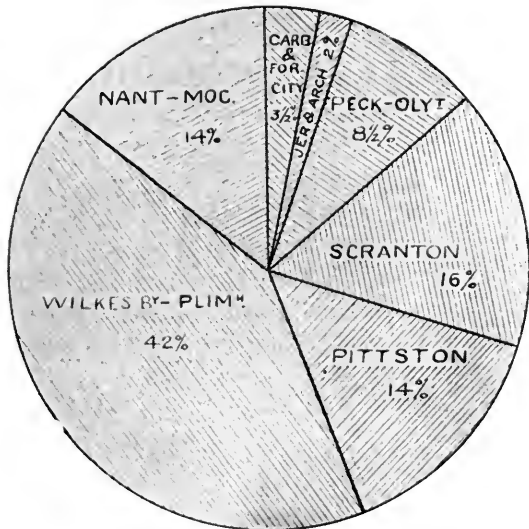 CARB
&
FOR
CITY
3½%
JER & ARCH 2%
PECK-OLYT
8½%
SCRANTON
16%
PITTSTON
14%
WILKES BY-PLIMH.
42%
NANT-MOC.
14%